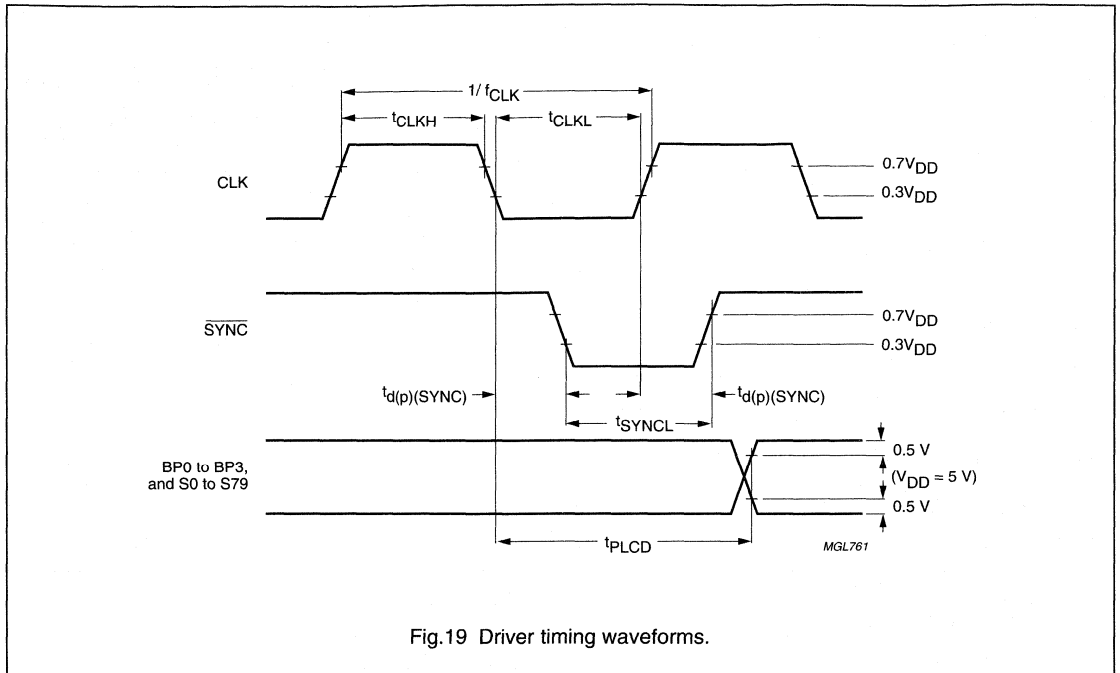 1/ fCLK
tCLKH
tCLKL
CLK
0.7VDD
0.3VDD
SYNC
0.7VDD
0.3VDD
td(p)(SYNC)
td(p)(SYNC)
tSYNCL
BP0 to BP3,
and S0 to S79
0.5 V
(VDD = 5 V)
0.5 V
tPLCD
MGL761
Fig.19 Driver timing waveforms.